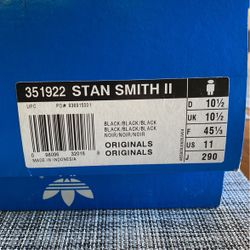 351922 STAN SMITH II
UPC
BLACK/BLACK/BLACK
BLACK/BLACK/BLACK
NOIR/NOIR/NOIR
ORIGINALS
ORIGINALS
MADE IN INDONESIA
D 10½
UK 10½
F 45⅓
US 11
J 290